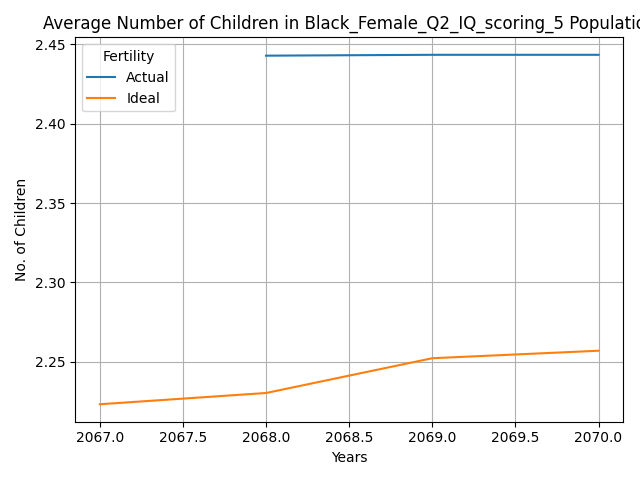 Average Number of Children in Black_Female_Q2_IQ_scoring_5 Populatio
Fertility
Actual
Ideal
2.45
2.40
2.35
2.30
2.25
No. of Children
2067.0 2067.5 2068.0 2068.5 2069.0 2069.5 2070.0
Years